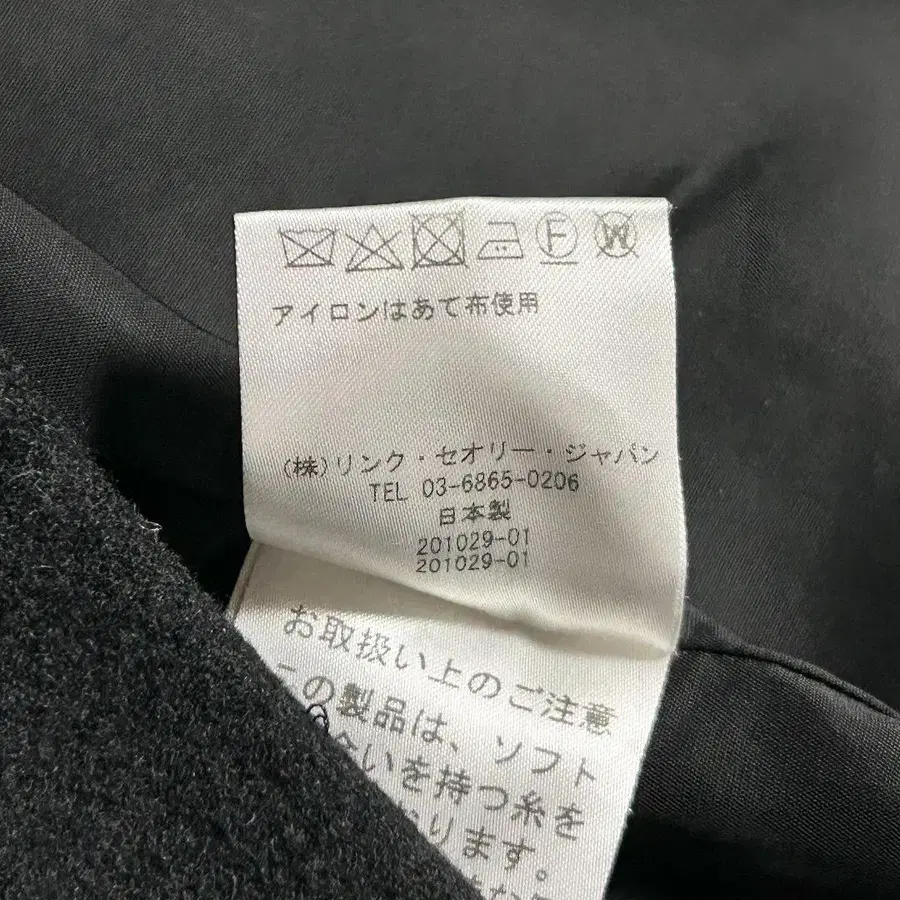 F W
アイロンはあて布使用
(株)リンク・セオリー・ジャパン
TEL 03-6865-0206
日本製
201029-01
201029-01
お取扱い上のご注意
この製品は、ソフト
合いを持つ糸を
おります。